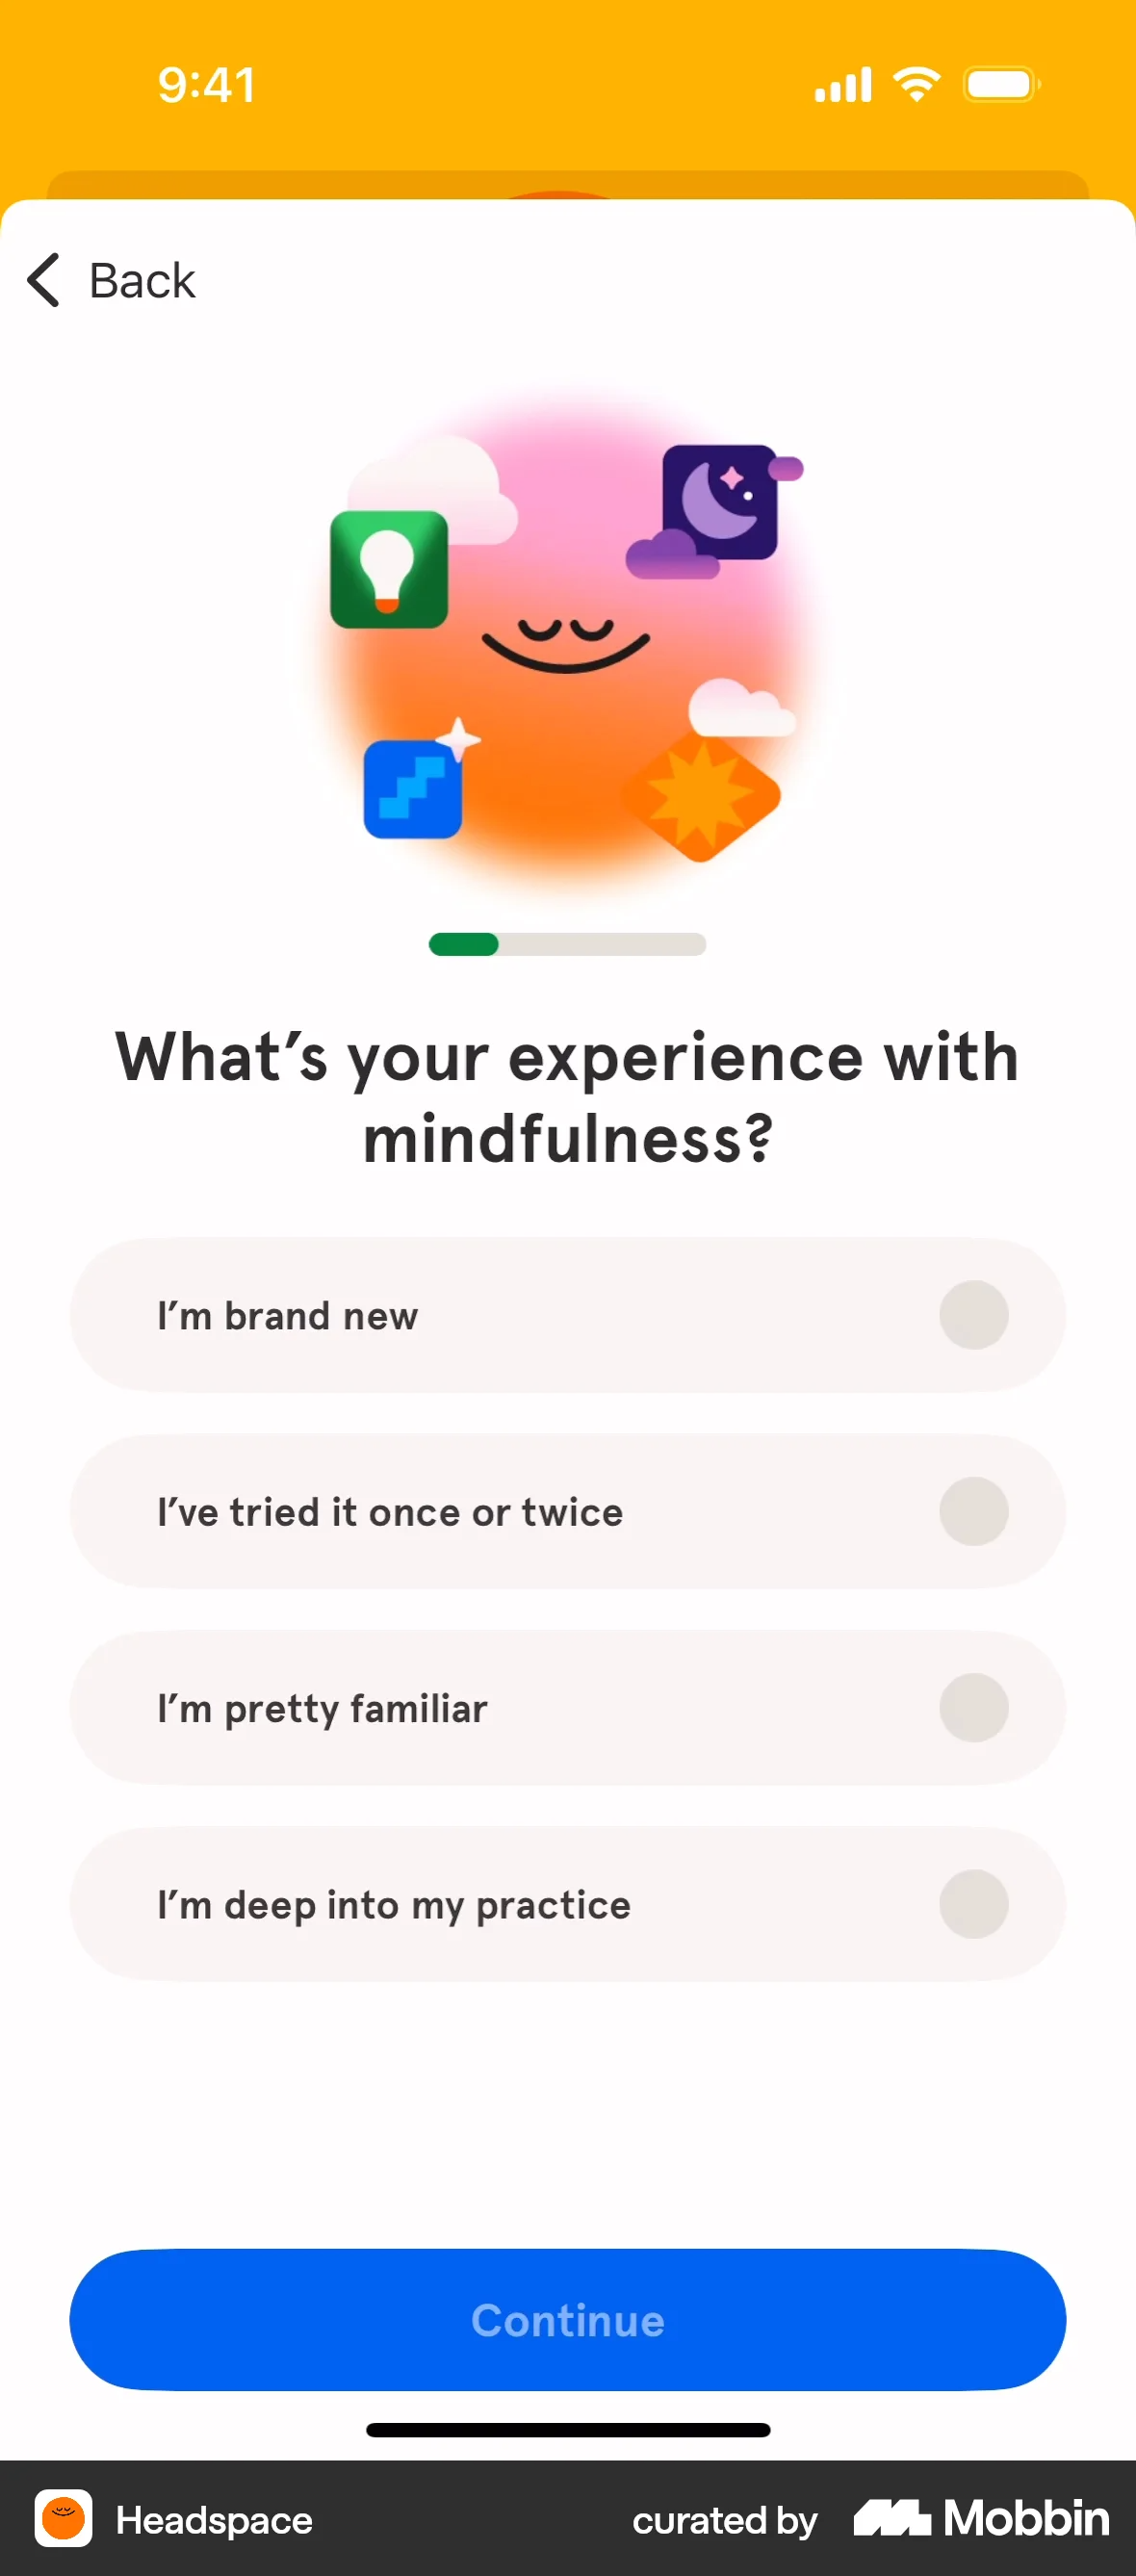 9:41
Back
What’s your experience with
mindfulness?
I’m brand new
I’ve tried it once or twice
I’m pretty familiar
I’m deep into my practice
Continue
Headspace
curated by Mobbin